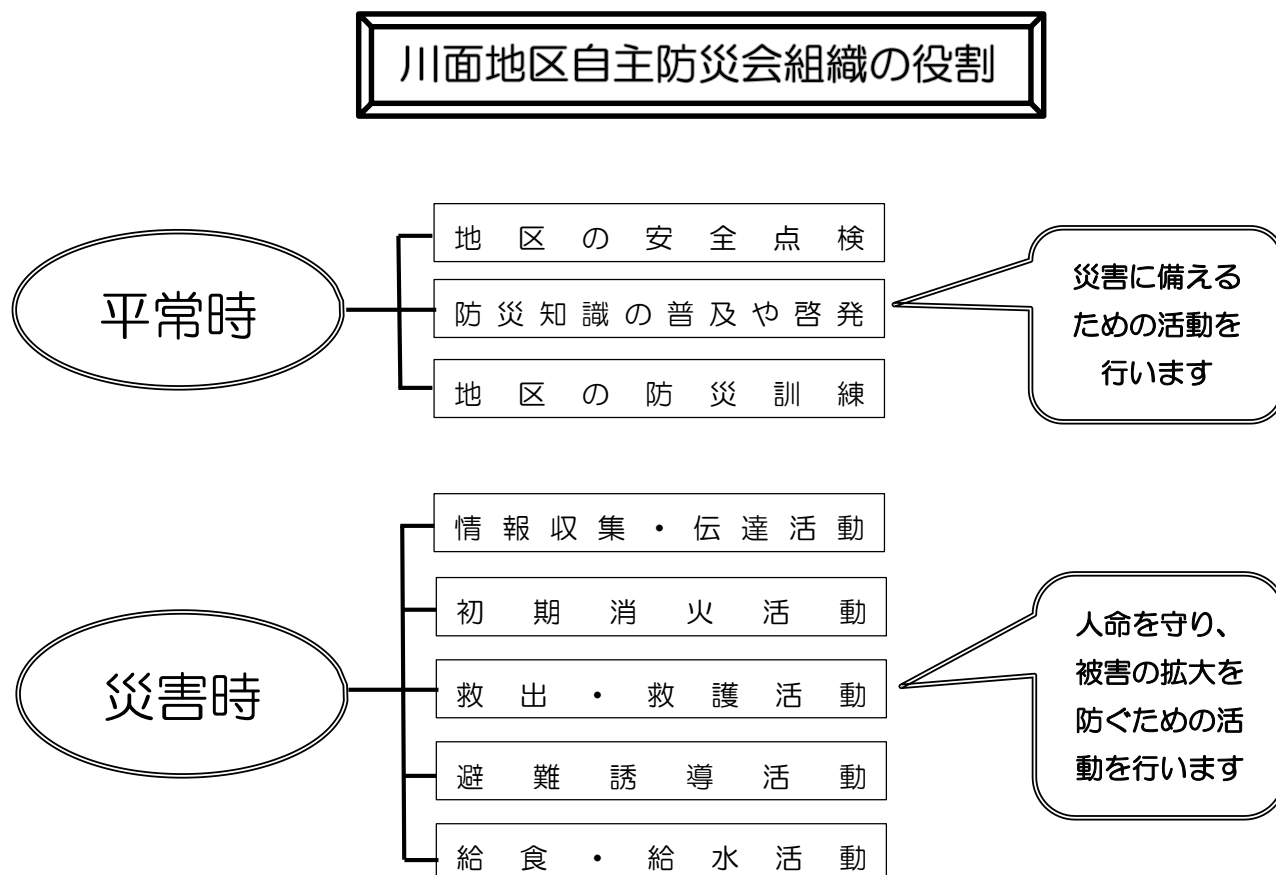 川面地区自主防災会組織の役割
平常時
地区の安全点検
防災知識の普及や啓発
地区の防災訓練
災害に備える
ための活動を
行います
災害時
情報収集・伝達活動
初期消火活動
救出・救護活動
避難誘導活動
給食・給水活動
人命を守り、
被害の拡大を
防ぐための活
動を行います